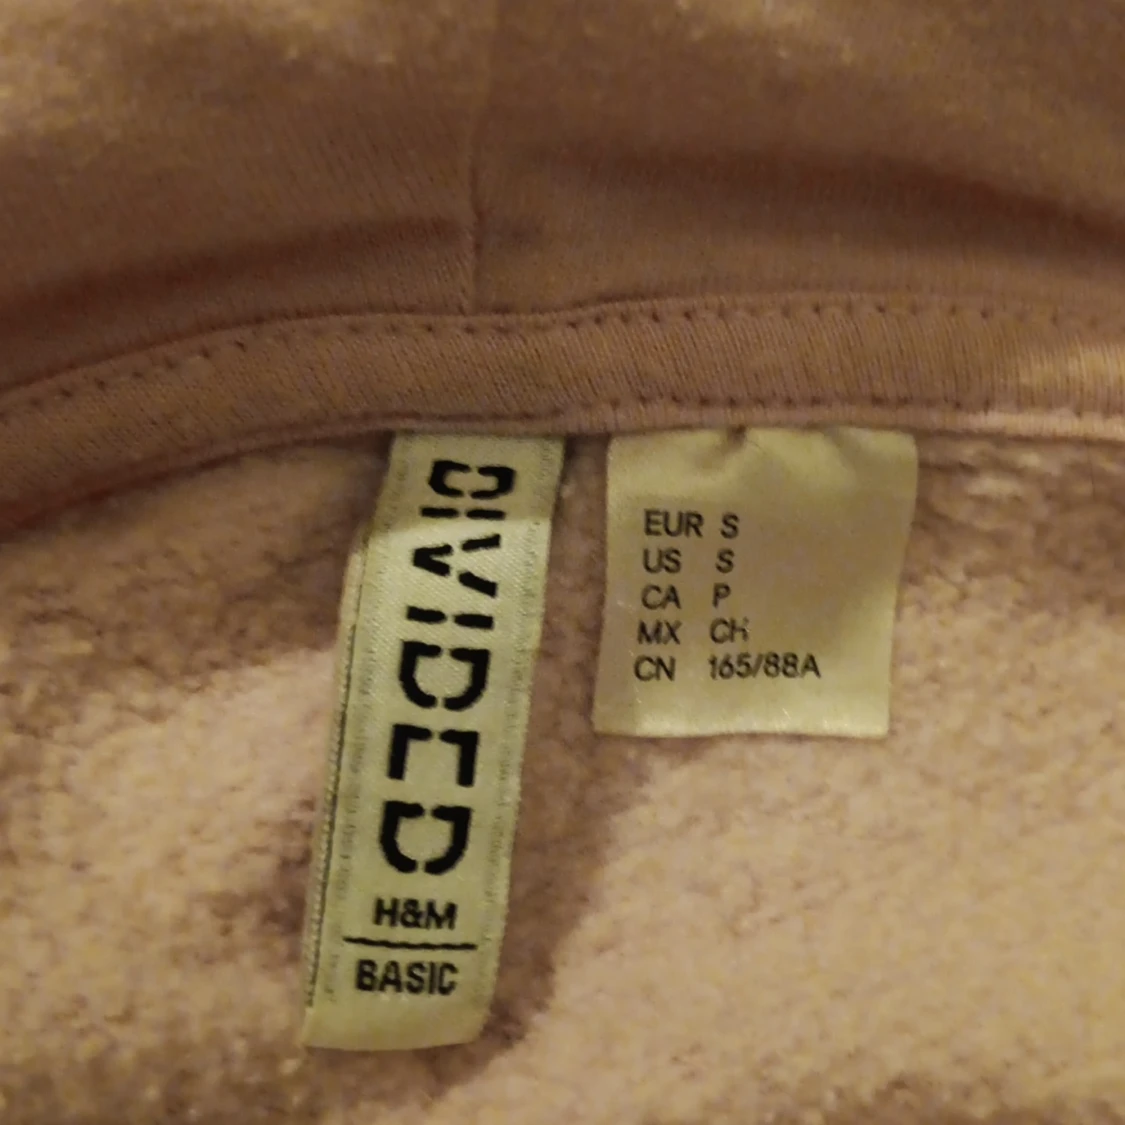 DIVIDED
H&M
BASIC
EUR S
US S
CA P
MX CH
CN 165/88A